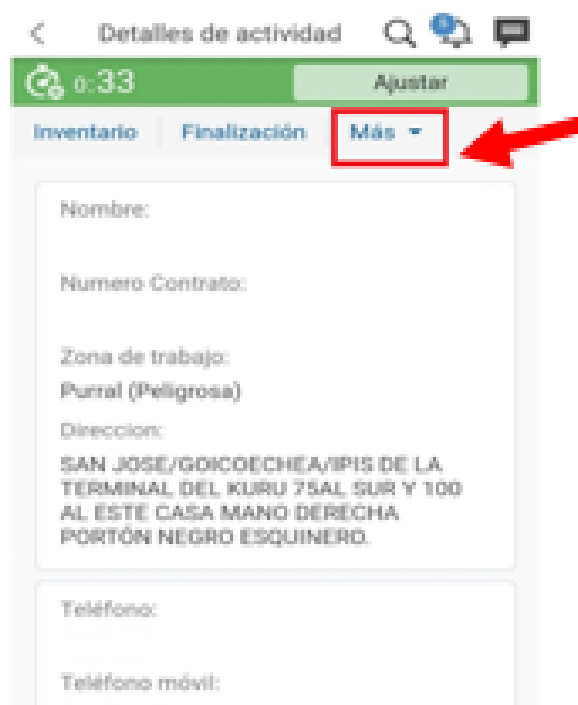 Detalles de actividad
0:33
Ajustar
Inventario
Finalización
Más
Nombre:
Numero Contrato:
Zona de trabajo:
Purral (Peligrosa)
Direccion:
SAN JOSE/GOICOECHEA/IPIS DE LA
TERMINAL DEL KURU 75AL SUR Y 100
AL ESTE CASA MANO DERECHA
PORTÓN NEGRO ESQUINERO.
Teléfono:
Teléfono móvil: